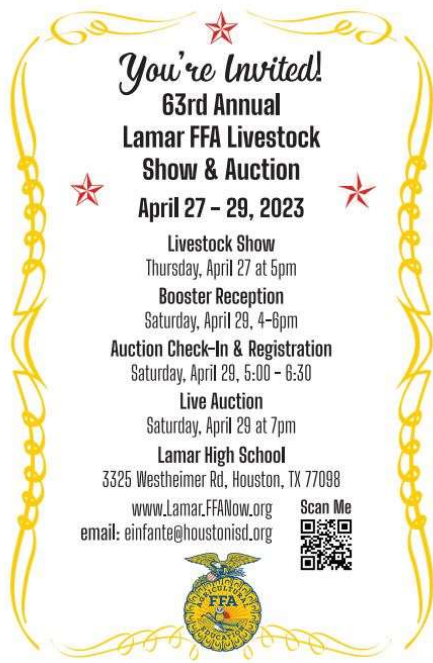 You're Invited!
63rd Annual
Lamar FFA Livestock
Show & Auction
April 27 – 29, 2023
Livestock Show
Thursday, April 27 at 5pm
Booster Reception
Saturday, April 29, 4-6pm
Auction Check-In & Registration
Saturday, April 29, 5:00 – 6:30
Live Auction
Saturday, April 29 at 7pm
Lamar High School
3325 Westheimer Rd, Houston, TX 77098
www.Lamar.FFANow.org
email: einfante@houstonisd.org
Scan Me
AGRICULTURAL
FFA
EDUCATION